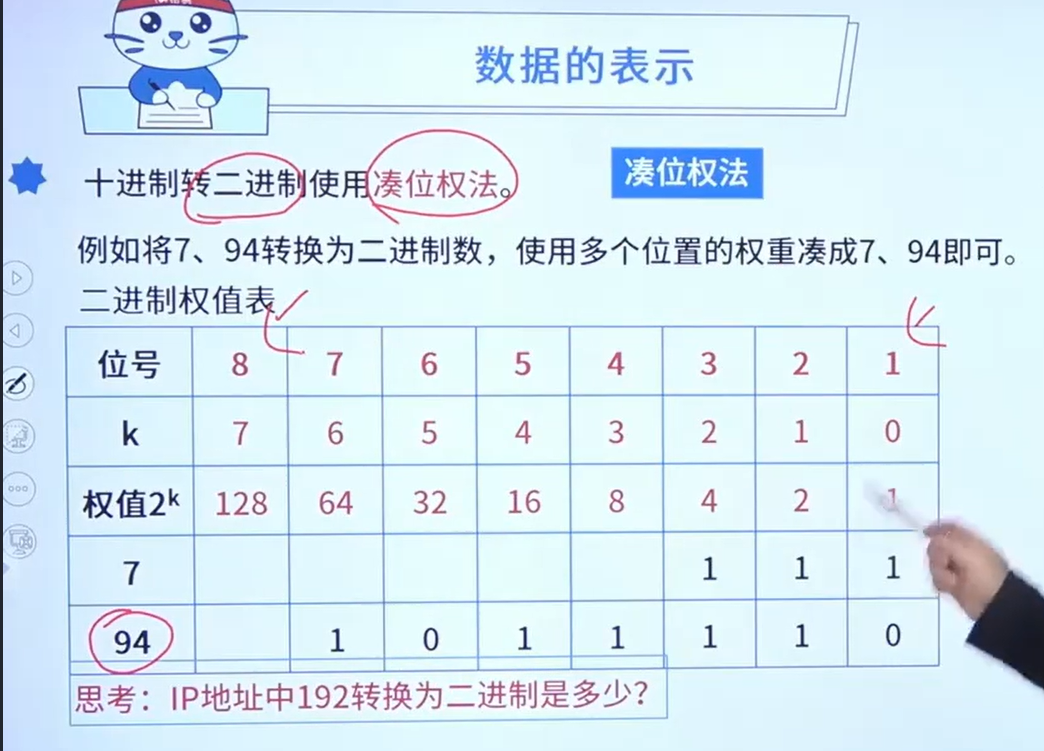 数据的表示
十进制转二进制使用凑位权法。
凑位权法
例如将7、94转换为二进制数，使用多个位置的权重凑成7、94即可。
二进制权值表
位号 8 7 6 5 4 3 2 1
k 7 6 5 4 3 2 1 0
权值2ᵏ 128 64 32 16 8 4 2 1
7 1 1 1
94 1 0 1 1 1 1 0
思考：IP地址中192转换为二进制是多少？